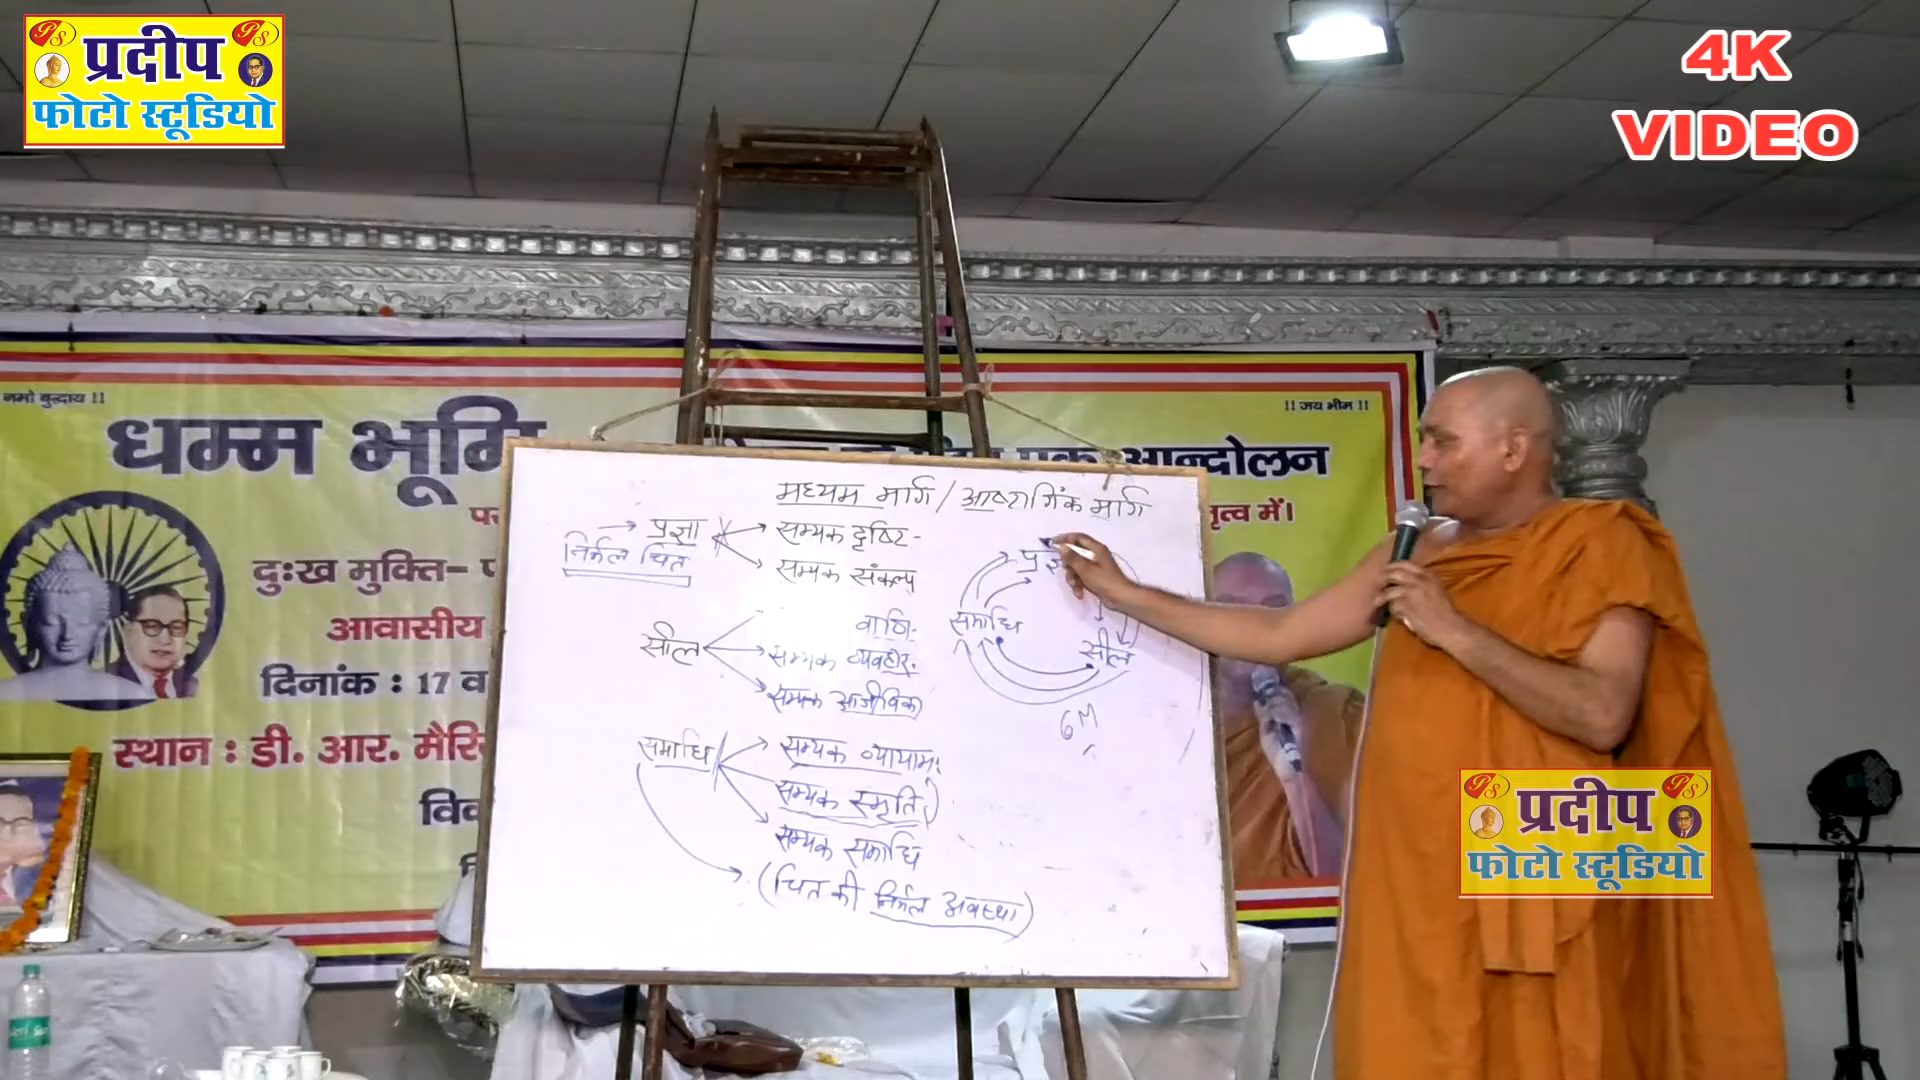 प्रदीप
फोटो स्टूडियो
4K
VIDEO
नमो बुद्धाय !!
!! जय भीम !!
धम्म भूमि
एक आन्दोलन
तृत्व में।
दुःख मुक्ति-
आवासीय
दिनांक : 17 व
स्थान : डी. आर.
मध्यम मार्ग / आष्टागिंक मार्ग
प्रज्ञा
निर्मल चित
सम्यक दृष्टि
सम्यक संकल्प
सील
वाणि
सम्यक व्यवहार
सम्यक आजीविका
समाधि
सम्यक व्यायाम
सम्यक स्मृति
सम्यक समाधि
(चित की निर्मल अवस्था)
समाधि
सील
6M
प्रदीप
फोटो स्टूडियो